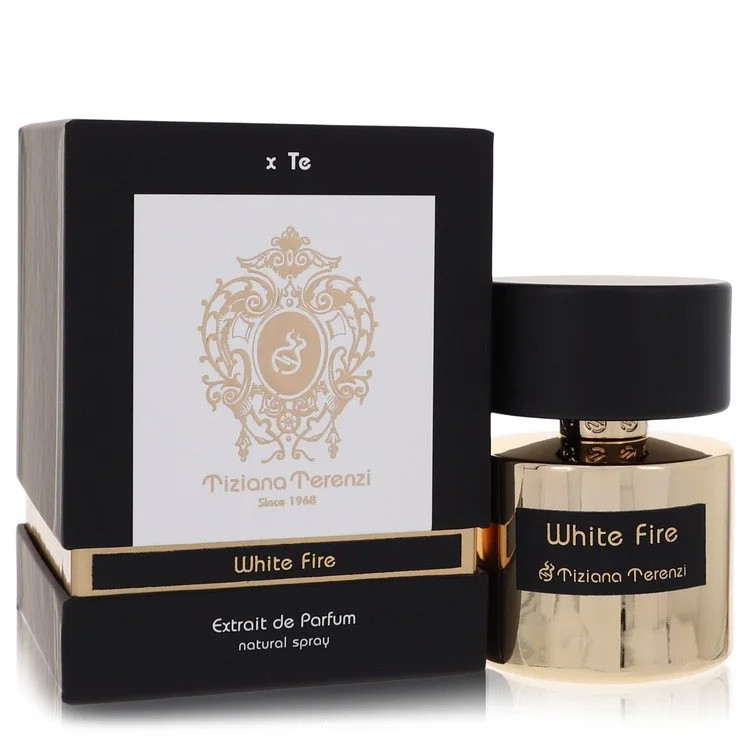 x Te
Tiziana Terenzi
Since 1968
White Fire
Extrait de Parfum
natural spray
White Fire
Tiziana Terenzi